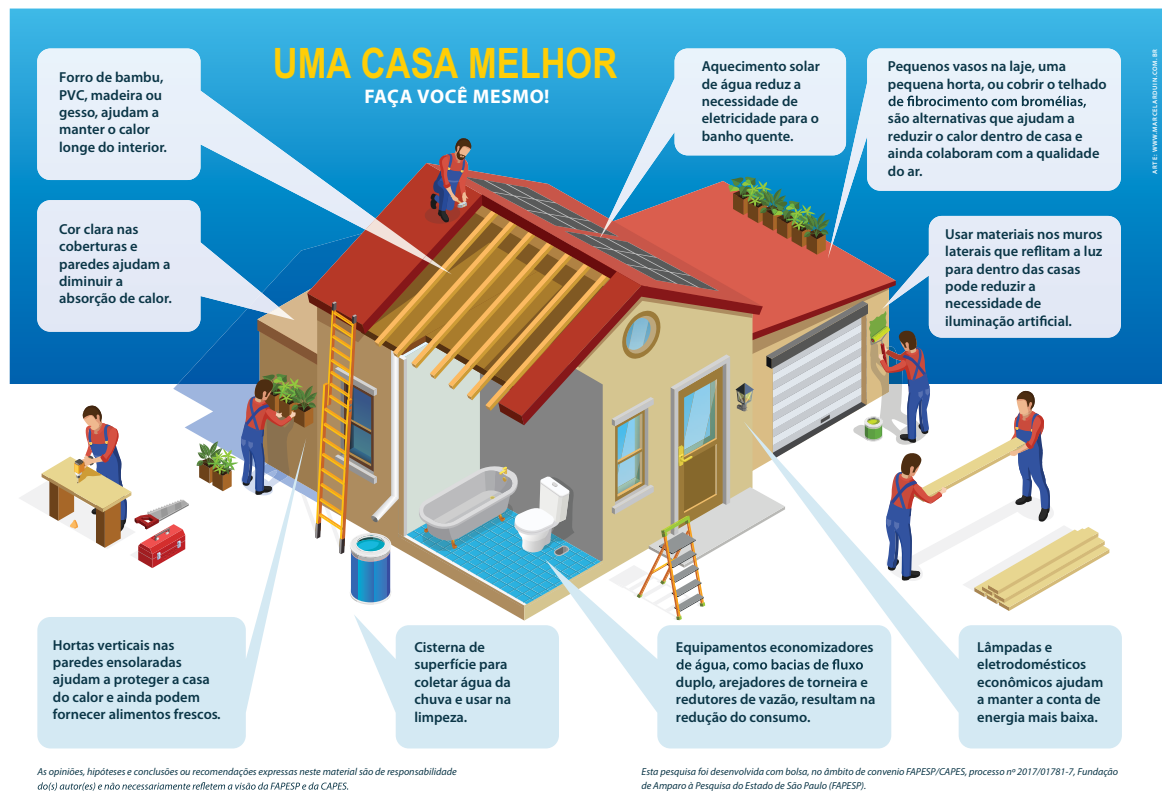 UMA CASA MELHOR
FAÇA VOCÊ MESMO!
Forro de bambu,
PVC, madeira ou
gesso, ajudam a
manter o calor
longe do interior.
Aquecimento solar
de água reduz a
necessidade de
eletricidade para o
banho quente.
Pequenos vasos na laje, uma
pequena horta, ou cobrir o telhado
de fibrocimento com bromélias,
são alternativas que ajudam a
reduzir o calor dentro de casa e
ainda colaboram com a qualidade
do ar.
ARTE: WWW.MARCELARDUIN.COM.BR
Cor clara nas
coberturas e
paredes ajudam a
diminuir a
absorção de calor.
Usar materiais nos muros
laterais que reflitam a luz
para dentro das casas
pode reduzir a
necessidade de
iluminação artificial.
Hortas verticais nas
paredes ensolaradas
ajudam a proteger a casa
do calor e ainda podem
fornecer alimentos frescos.
Cisterna de
superfície para
coletar água da
chuva e usar na
limpeza.
Equipamentos economizadores
de água, como bacias de fluxo
duplo, arejadores de torneira e
redutores de vazão, resultam na
redução do consumo.
Lâmpadas e
eletrodomésticos
econômicos ajudam
a manter a conta de
energia mais baixa.
As opiniões, hipóteses e conclusões ou recomendações expressas neste material são de responsabilidade
do(s) autor(es) e não necessariamente refletem a visão da FAPESP e da CAPES.
Esta pesquisa foi desenvolvida com bolsa, no âmbito de convenio FAPESP/CAPES, processo nº 2017/01781-7, Fundação
de Amparo à Pesquisa do Estado de São Paulo (FAPESP).